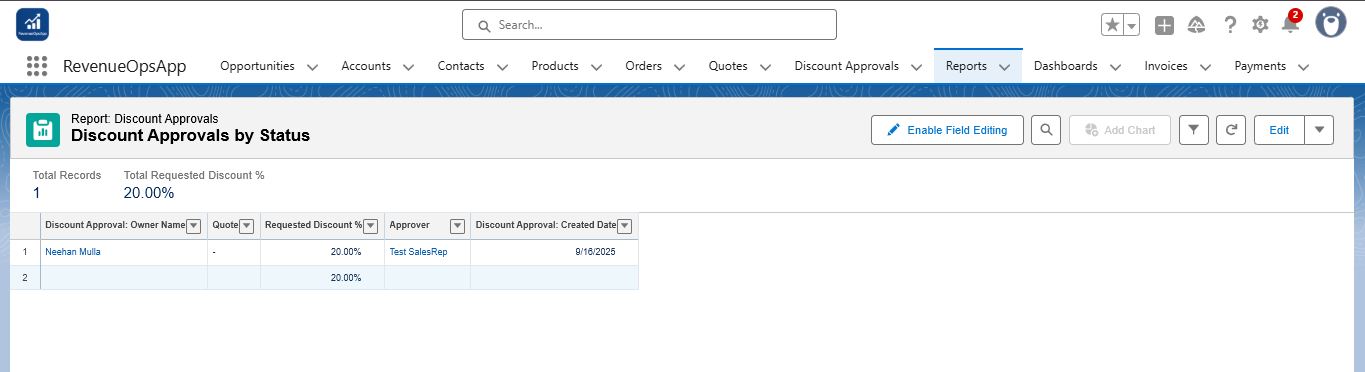 RevenueOpsApp
Search...
2
RevenueOpsApp Opportunities Accounts Contacts Products Orders Quotes Discount Approvals Reports Dashboards Invoices Payments
Report: Discount Approvals
Discount Approvals by Status
Enable Field Editing Add Chart Edit
Total Records Total Requested Discount %
1 20.00%
Discount Approval: Owner Name Quote Requested Discount % Approver Discount Approval: Created Date
1 Neehan Mulla - 20.00% Test SalesRep 9/16/2025
2 20.00%